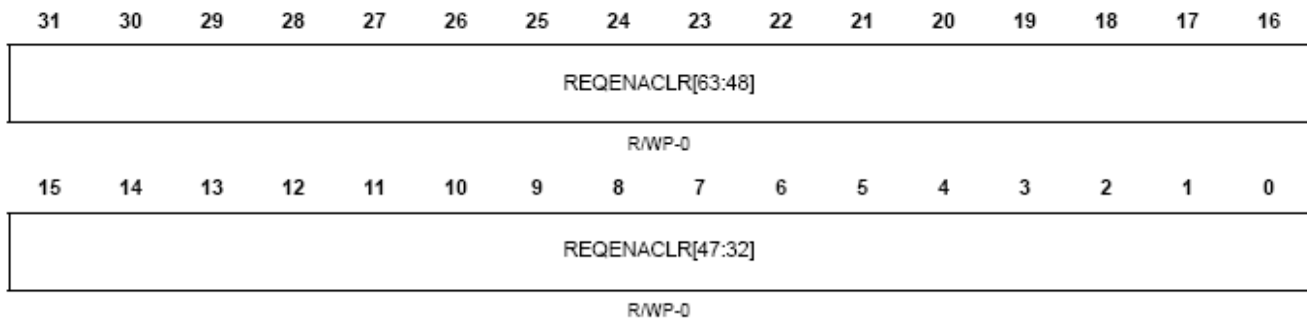 31 30 29 28 27 26 25 24 23 22 21 20 19 18 17 16
REQENACLR[63:48]
R/WP-0
15 14 13 12 11 10 9 8 7 6 5 4 3 2 1 0
REQENACLR[47:32]
R/WP-0